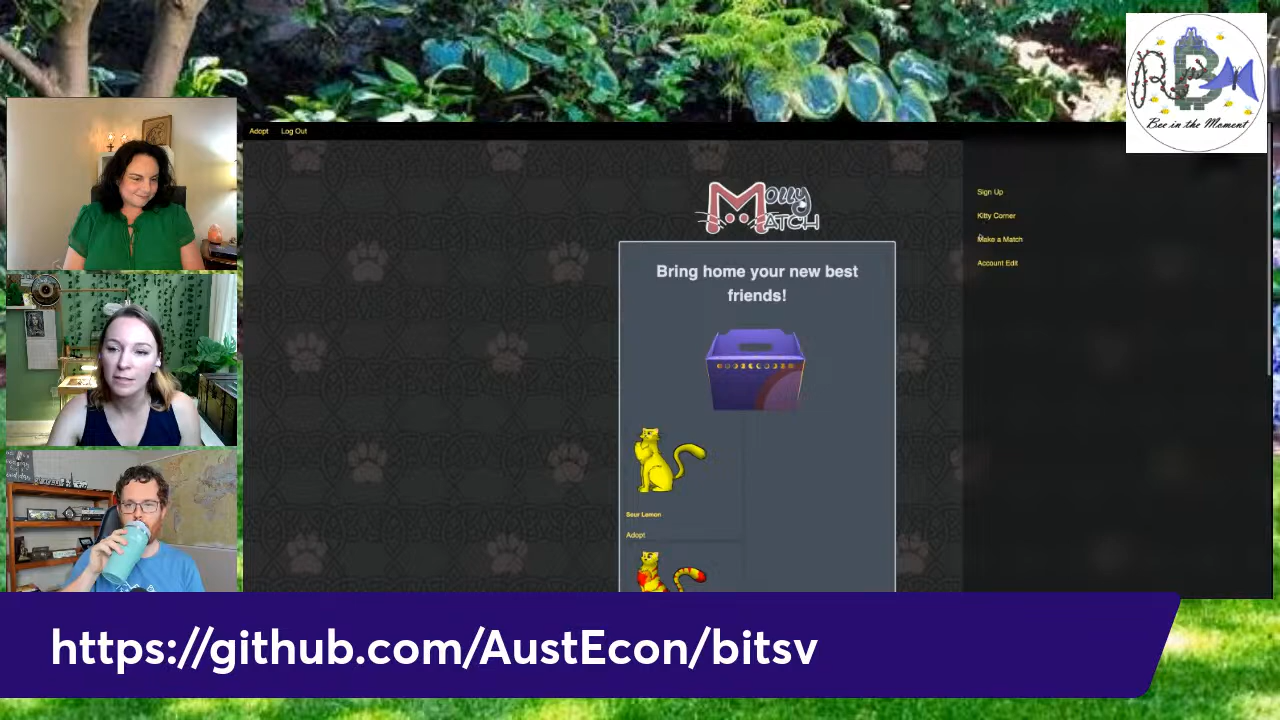 Adopt Log Out
Bee in the Moment
Molly
Match
Sign Up
Kitty Corner
Make a Match
Account Edit
Bring home your new best
friends!
Sour Lemon
Adopt
https://github.com/AustEcon/bitsv